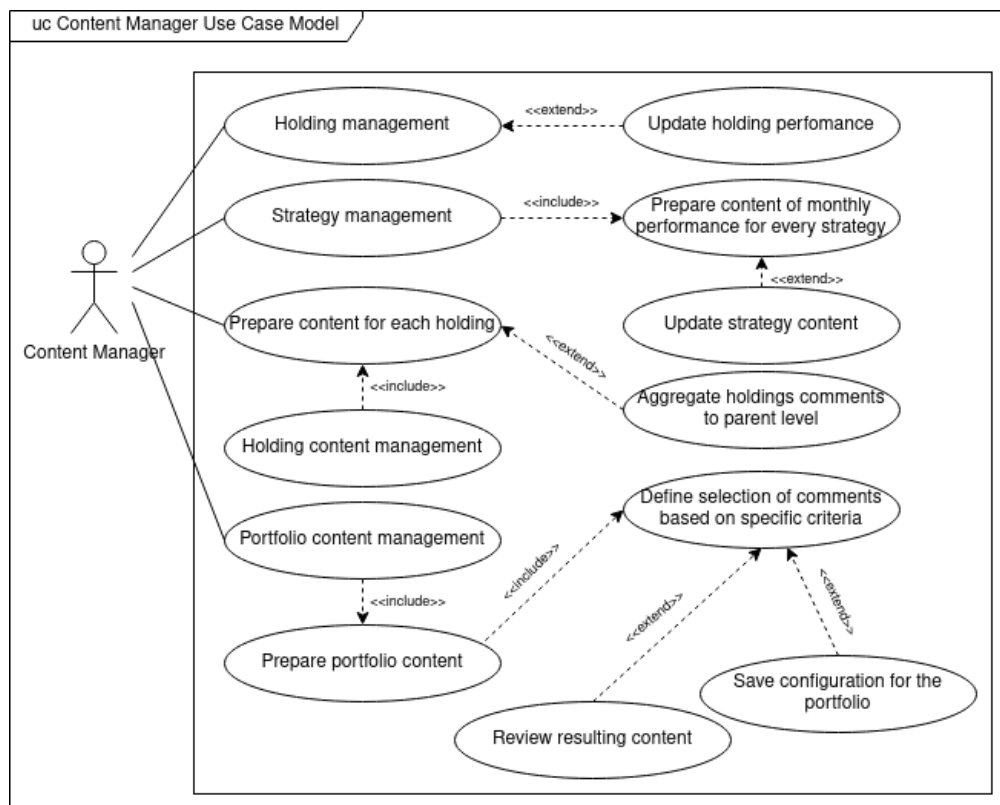 uc Content Manager Use Case Model
Holding management
<<extend>>
Update holding perfomance
Strategy management
<<include>>
Prepare content of monthly
performance for every strategy
<<extend>>
Content Manager
Prepare content for each holding
Update strategy content
<<extend>>
<<include>>
Aggregate holdings comments
to parent level
Holding content management
Define selection of comments
based on specific criteria
Portfolio content management
<<include>>
<<include>>
<<extend>>
<<extend>>
Prepare portfolio content
Save configuration for the
portfolio
Review resulting content